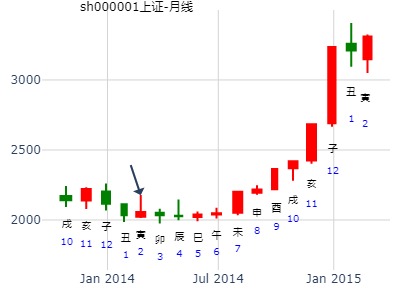 sh000001上证-月线
3000
2500
2000
戌
10
亥
11
子
12
丑
1
寅
2
卯
3
辰
4
巳
5
午
6
未
7
申
8
酉
9
戌
10
亥
11
子
12
丑
1
寅
2
Jan 2014
Jul 2014
Jan 2015